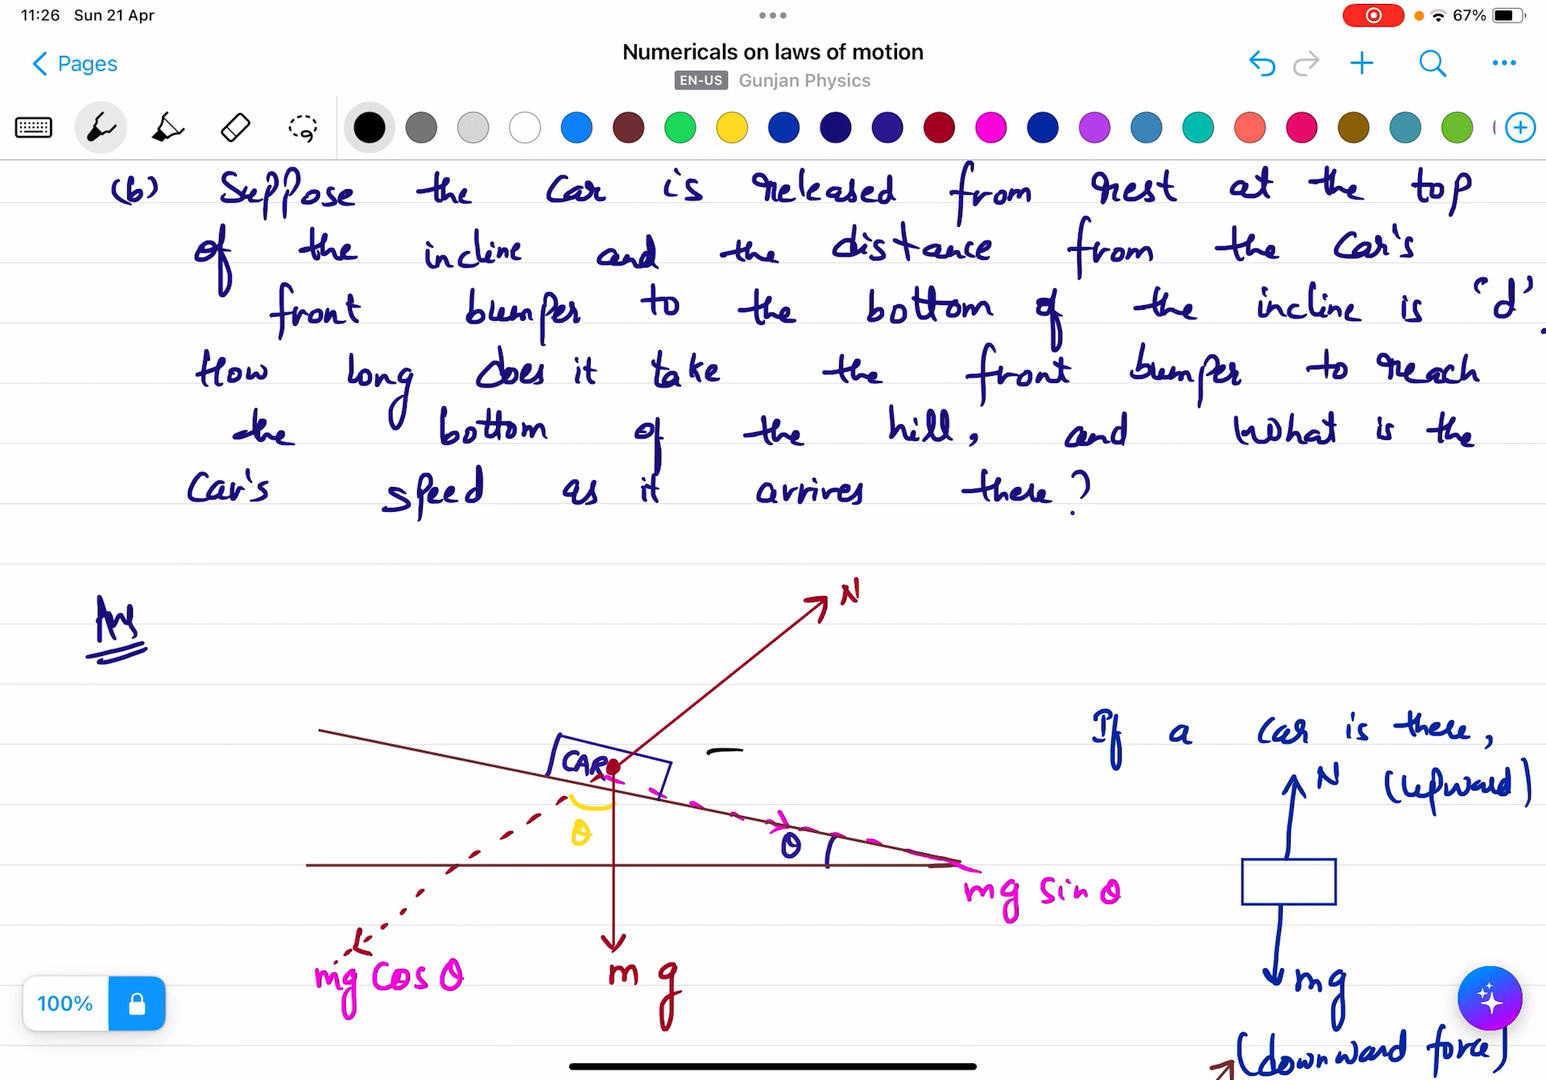 11:26 Sun 21 Apr
67%
Pages
Numericals on laws of motion
EN-US Gunjan Physics
(b) Suppose the car is released from rest at the top
of the incline and the distance from the car's
front bumper to the bottom of the incline is 'd'.
How long does it take the front bumper to reach
the bottom of the hill, and What is the
Car's speed as it arrives there?
Ans
N
CAR
θ
θ
mg sin θ
mg cos θ
mg
If a car is there,
N (upward)
mg
(downward force)
100%